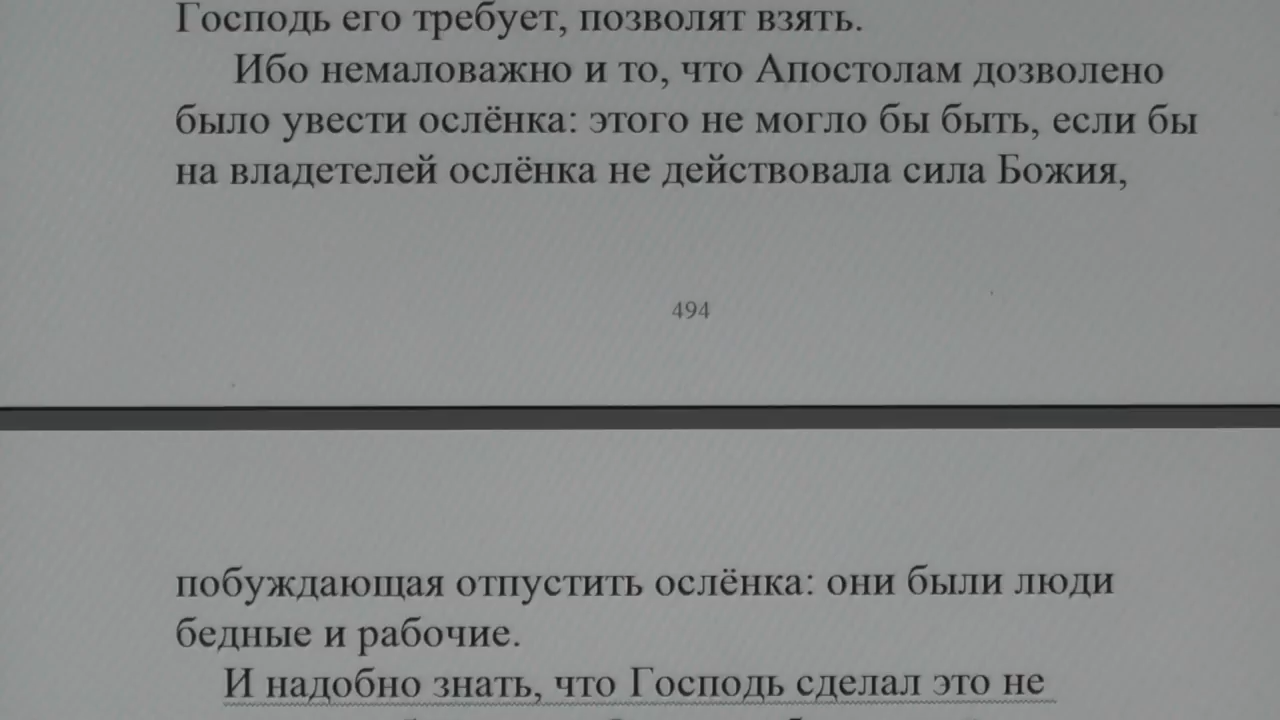 Господь его требует, позволят взять.
Ибо немаловажно и то, что Апостолам дозволено
было увести ослёнка: этого не могло бы быть, если бы
на владетелей ослёнка не действовала сила Божия,
494
побуждающая отпустить ослёнка: они были люди
бедные и рабочие.
И надобно знать, что Господь сделал это не